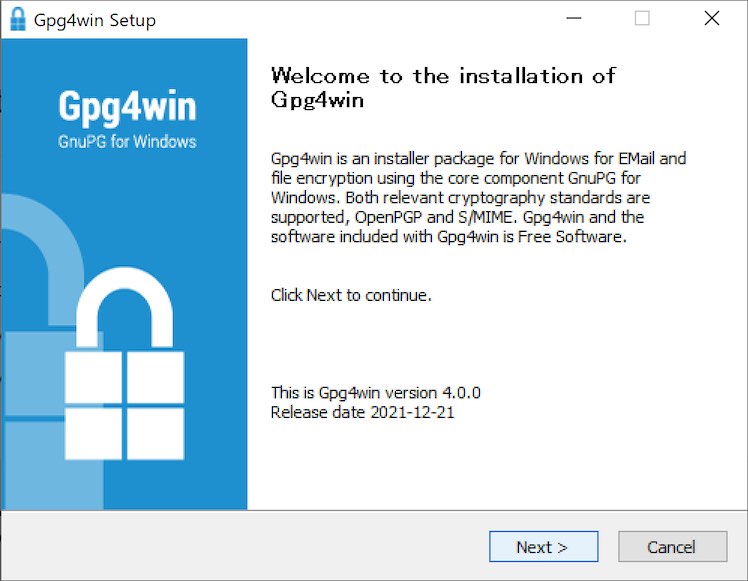 Gpg4win Setup
Gpg4win
GnuPG for Windows
Welcome to the installation of
Gpg4win
Gpg4win is an installer package for Windows for EMail and
file encryption using the core component GnuPG for
Windows. Both relevant cryptography standards are
supported, OpenPGP and S/MIME. Gpg4win and the
software included with Gpg4win is Free Software.
Click Next to continue.
This is Gpg4win version 4.0.0
Release date 2021-12-21
Next >
Cancel